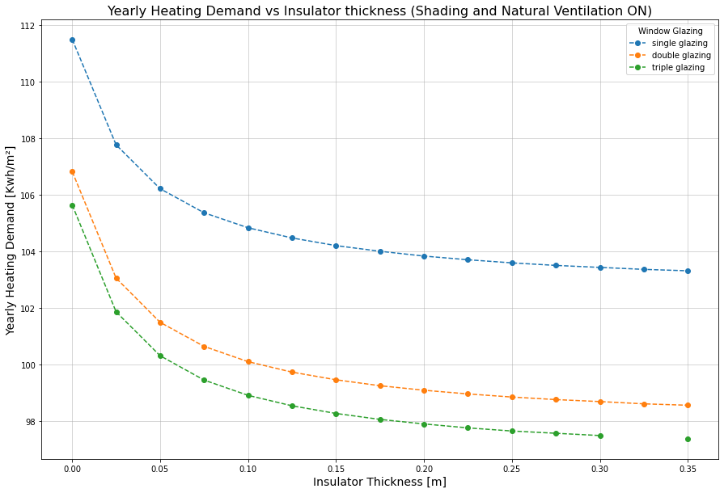 Yearly Heating Demand vs Insulator thickness (Shading and Natural Ventilation ON)
Window Glazing
single glazing
double glazing
triple glazing
Yearly Heating Demand [Kwh/m²]
112
110
108
106
104
102
100
98
0.00 0.05 0.10 0.15 0.20 0.25 0.30 0.35
Insulator Thickness [m]